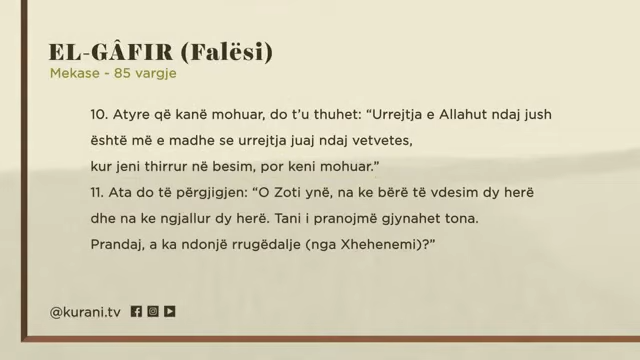 EL-GÂFIR (Falësi)
Mekase - 85 vargje
10. Atyre që kanë mohuar, do t’u thuhet: “Urrejtja e Allahut ndaj jush
është më e madhe se urrejtja juaj ndaj vetvetes,
kur jeni thirrur në besim, por keni mohuar.”
11. Ata do të përgjigjen: “O Zoti ynë, na ke bërë të vdesim dy herë
dhe na ke ngjallur dy herë. Tani i pranojmë gjynahet tona.
Prandaj, a ka ndonjë rrugëdalje (nga Xhehenemi)?”
@kurani.tv